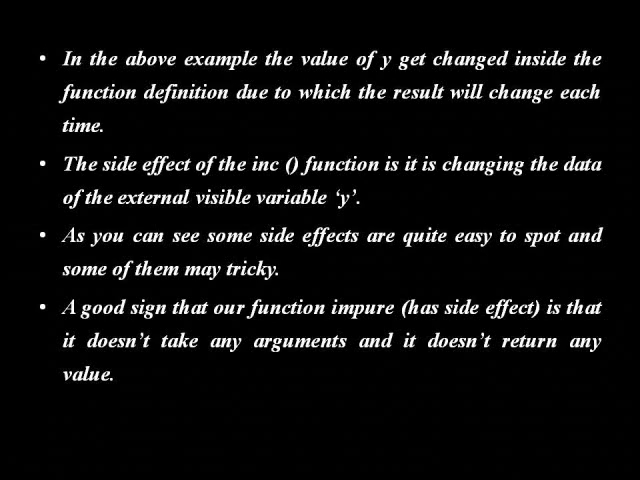 • In the above example the value of y get changed inside the
function definition due to which the result will change each
time.
• The side effect of the inc () function is it is changing the data
of the external visible variable ‘y’.
• As you can see some side effects are quite easy to spot and
some of them may tricky.
• A good sign that our function impure (has side effect) is that
it doesn’t take any arguments and it doesn’t return any
value.